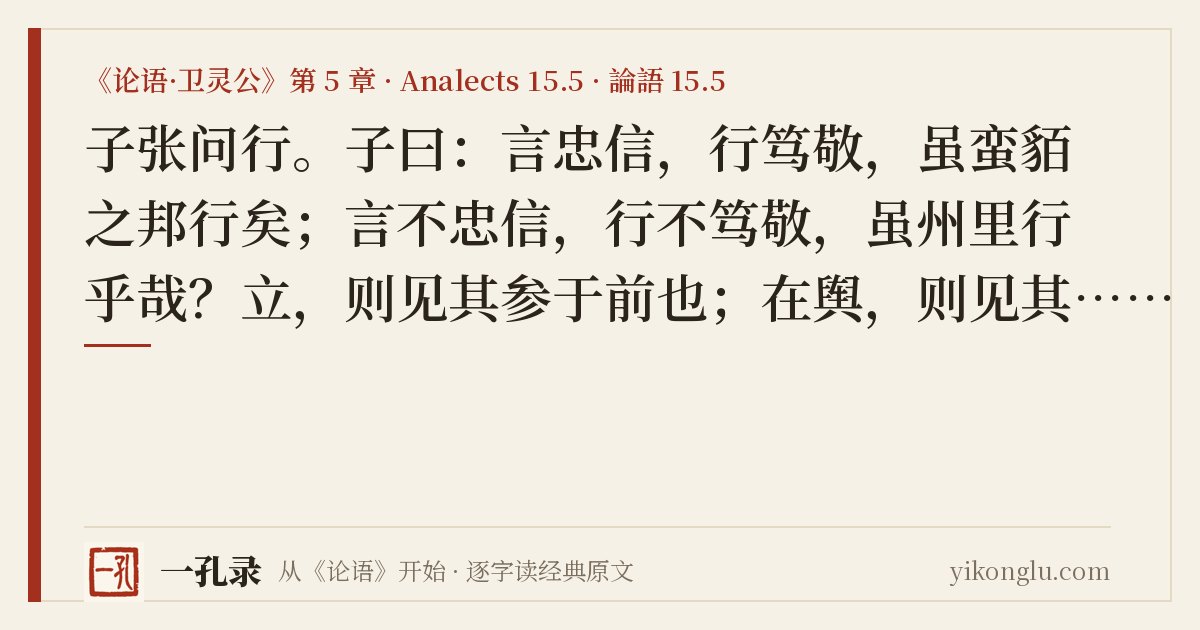 《论语·卫灵公》第 5 章 · Analects 15.5 · 論語 15.5
子张问行。子曰：言忠信，行笃敬，虽蛮貊
之邦行矣；言不忠信，行不笃敬，虽州里行
乎哉？立，则见其参于前也；在舆，则见其……
一孔
一孔录 从《论语》开始 · 逐字读经典原文 yikonglu.com